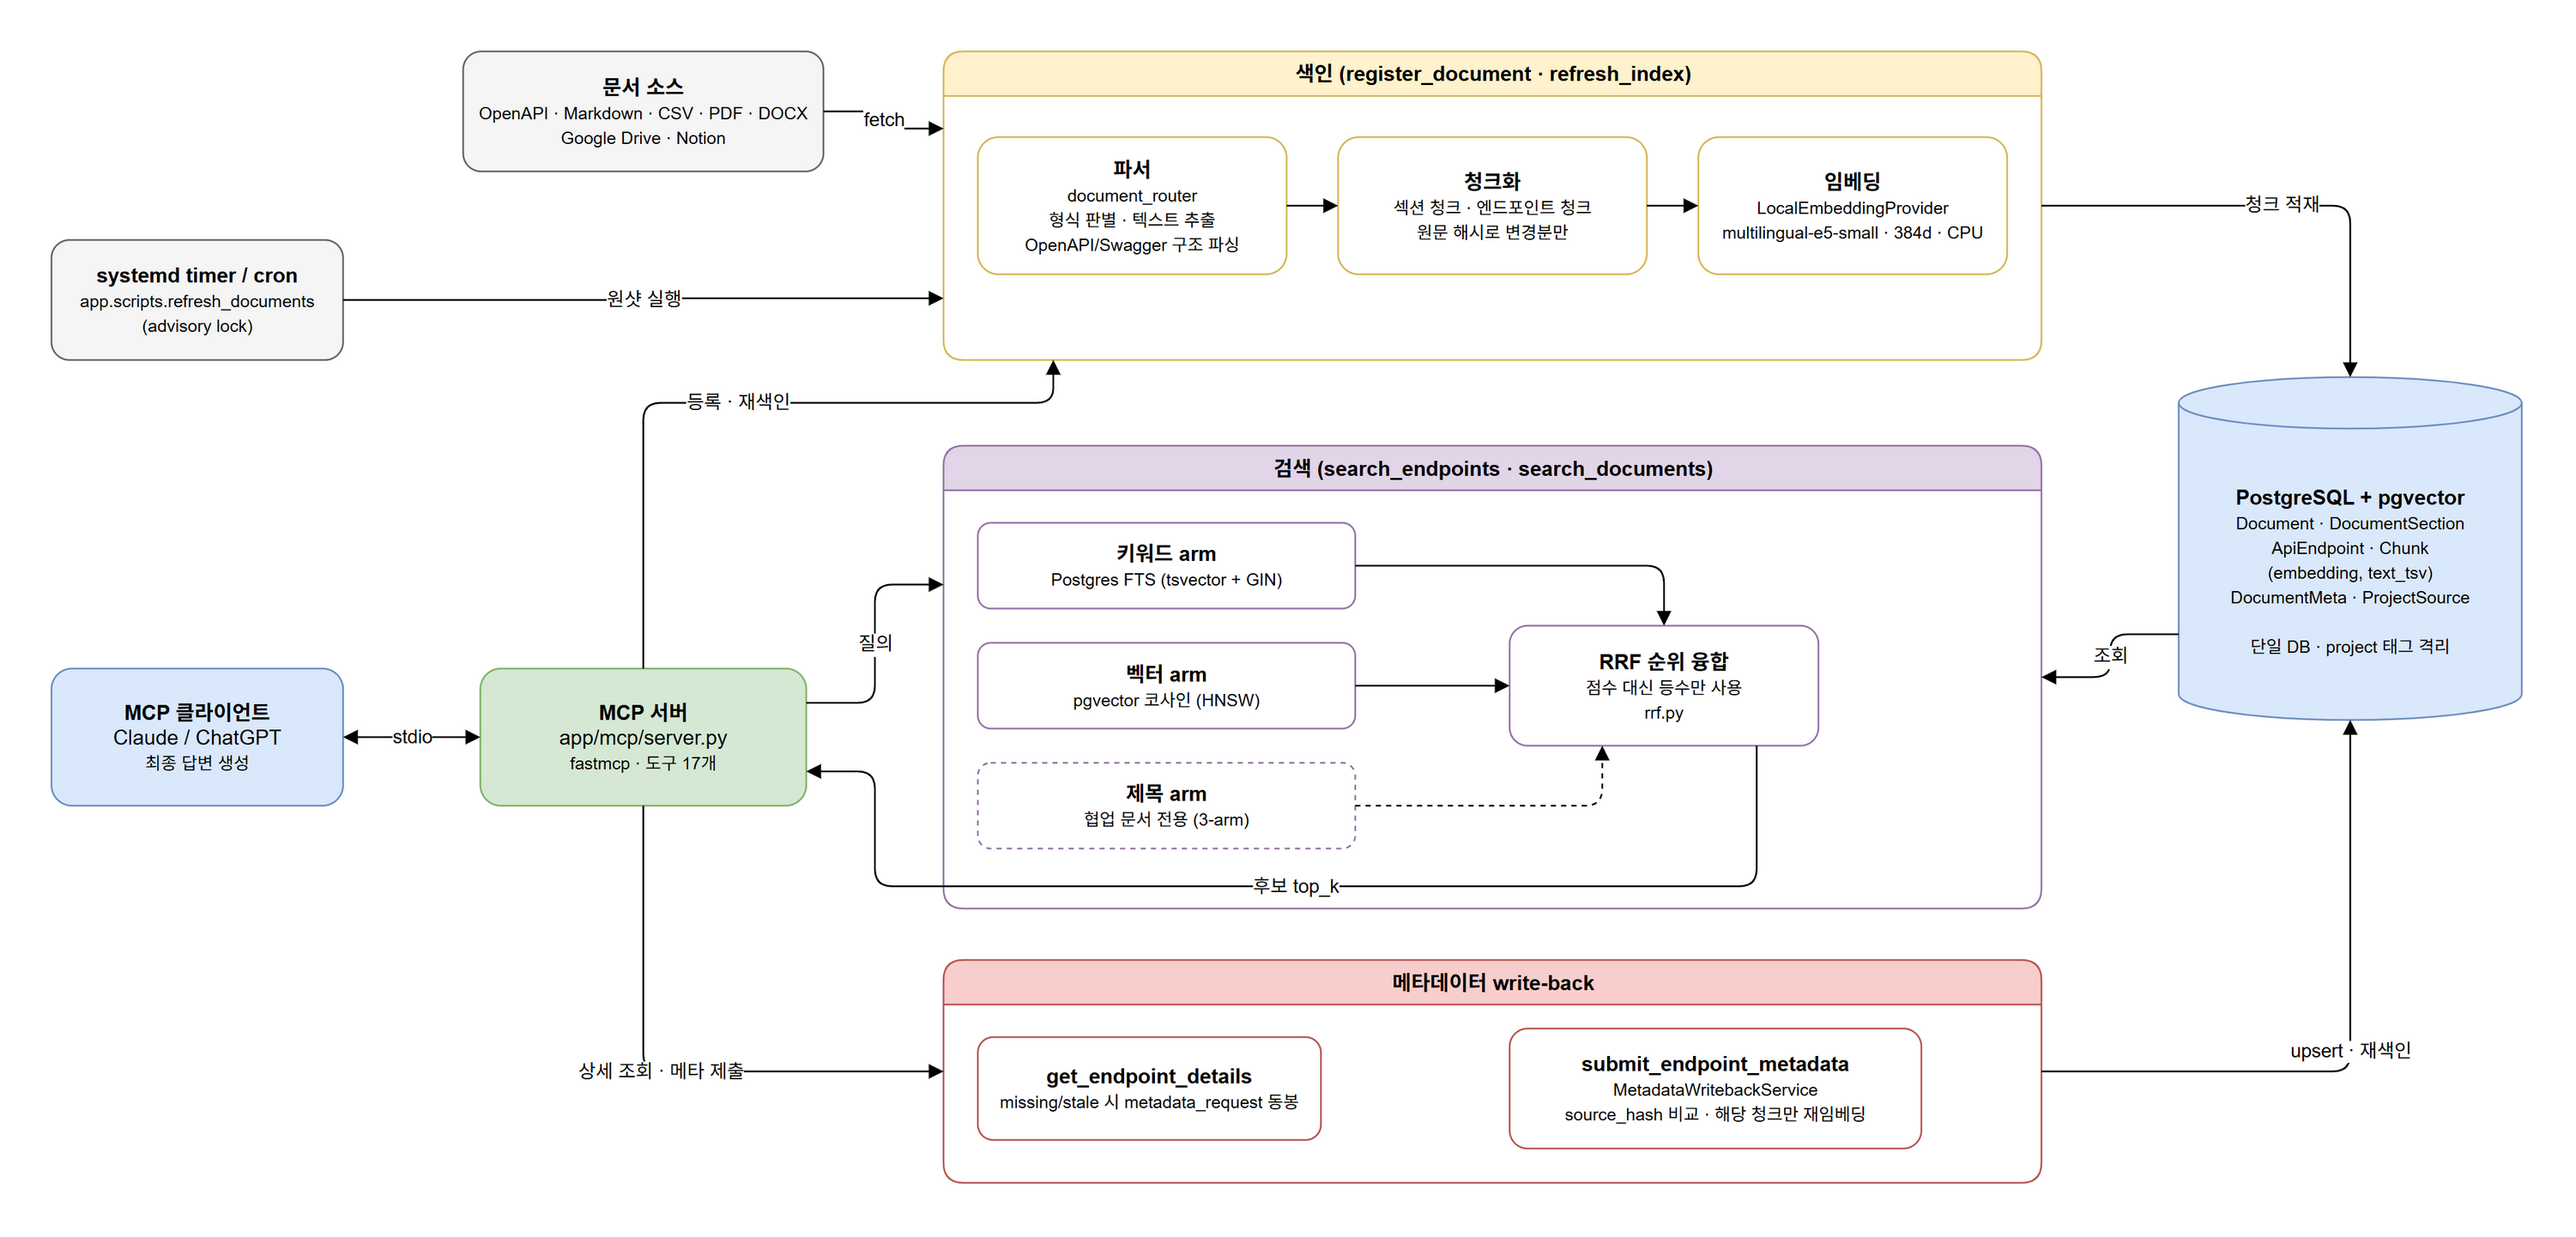 문서 소스
OpenAPI · Markdown · CSV · PDF · DOCX
Google Drive · Notion
fetch
systemd timer / cron
app.scripts.refresh_documents
(advisory lock)
원샷 실행
색인 (register_document · refresh_index)
파서
document_router
형식 판별 · 텍스트 추출
OpenAPI/Swagger 구조 파싱
청크화
섹션 청크 · 엔드포인트 청크
원문 해시로 변경분만
임베딩
LocalEmbeddingProvider
multilingual-e5-small · 384d · CPU
청크 적재
등록 · 재색인
검색 (search_endpoints · search_documents)
키워드 arm
Postgres FTS (tsvector + GIN)
벡터 arm
pgvector 코사인 (HNSW)
제목 arm
협업 문서 전용 (3-arm)
RRF 순위 융합
점수 대신 등수만 사용
rrf.py
후보 top_k
질의
MCP 클라이언트
Claude / ChatGPT
최종 답변 생성
stdio
MCP 서버
app/mcp/server.py
fastmcp · 도구 17개
PostgreSQL + pgvector
Document · DocumentSection
ApiEndpoint · Chunk
(embedding, text_tsv)
DocumentMeta · ProjectSource
단일 DB · project 태그 격리
조회
상세 조회 · 메타 제출
메타데이터 write-back
get_endpoint_details
missing/stale 시 metadata_request 동봉
submit_endpoint_metadata
MetadataWritebackService
source_hash 비교 · 해당 청크만 재임베딩
upsert · 재색인